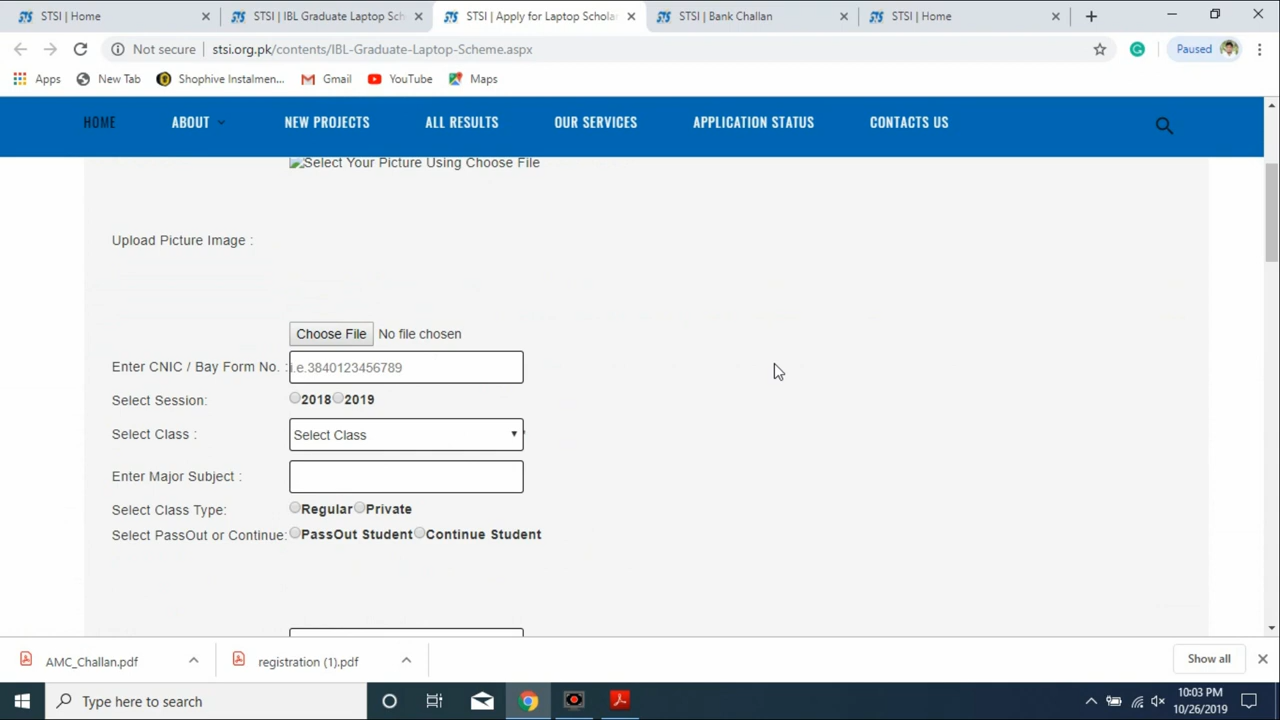 STSI | Home
STSI | IBL Graduate Laptop Sch
STSI | Apply for Laptop Schola
STSI | Bank Challan
STSI | Home
Not secure
stsi.org.pk/contents/IBL-Graduate-Laptop-Scheme.aspx
Paused
Apps
New Tab
Shophive Instalmen...
Gmail
YouTube
Maps
HOME
ABOUT
NEW PROJECTS
ALL RESULTS
OUR SERVICES
APPLICATION STATUS
CONTACTS US
Select Your Picture Using Choose File
Upload Picture Image :
Choose File No file chosen
Enter CNIC / Bay Form No. : i.e.3840123456789
Select Session: 2018 2019
Select Class : Select Class
Enter Major Subject :
Select Class Type: Regular Private
Select PassOut or Continue: PassOut Student Continue Student
AMC_Challan.pdf
registration (1).pdf
Show all
Type here to search
10:03 PM
10/26/2019